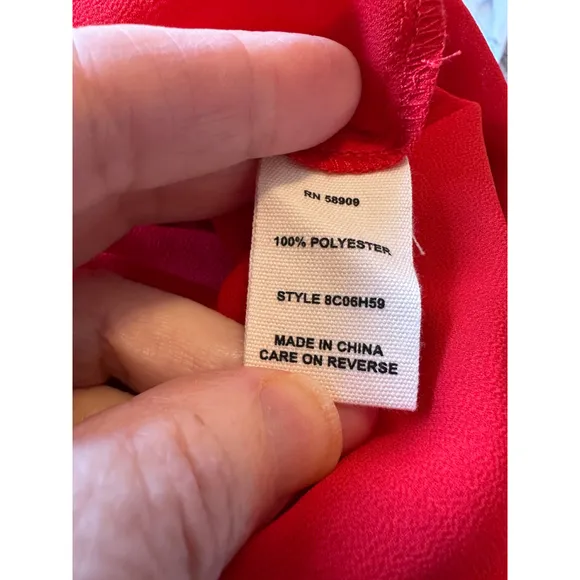 RN 58909
100% POLYESTER
STYLE 8C06H59
MADE IN CHINA
CARE ON REVERSE